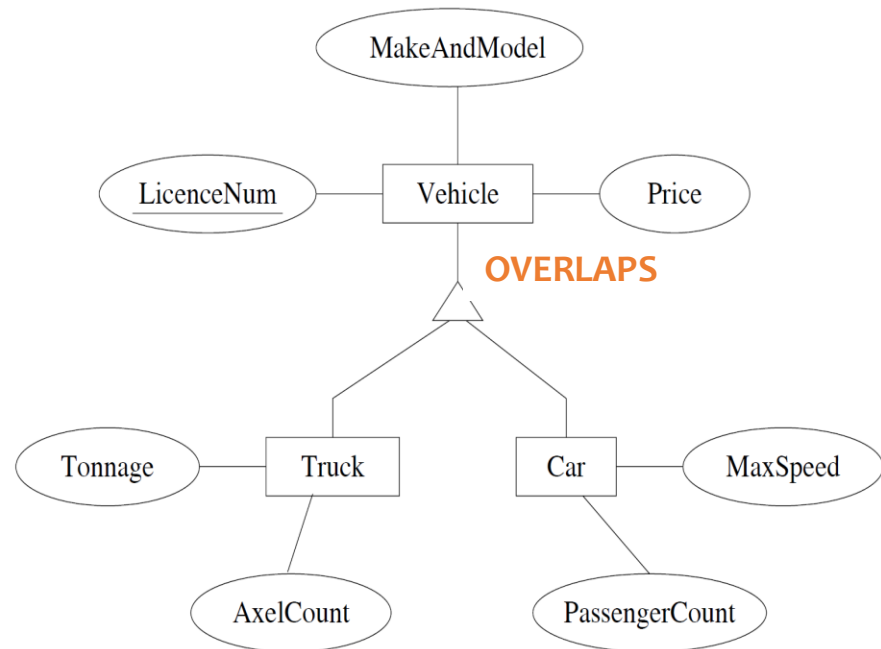 MakeAndModel
LicenceNum
Vehicle
Price
OVERLAPS
Tonnage
Truck
Car
MaxSpeed
AxelCount
PassengerCount